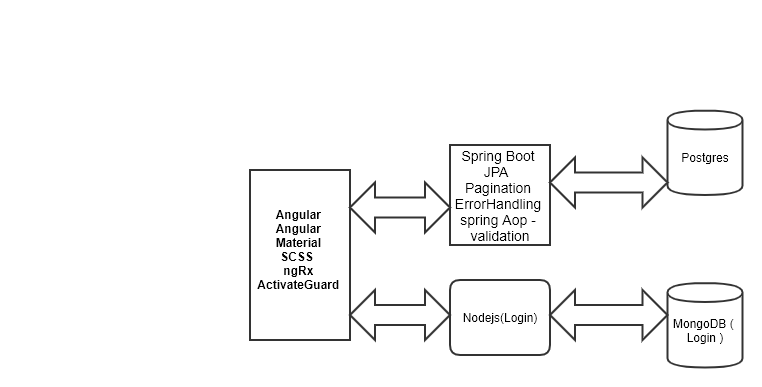 Angular
Angular
Material
SCSS
ngRx
ActivateGuard
Spring Boot
JPA
Pagination
ErrorHandling
spring Aop -
validation
Postgres
Nodejs(Login)
MongoDB (
Login )